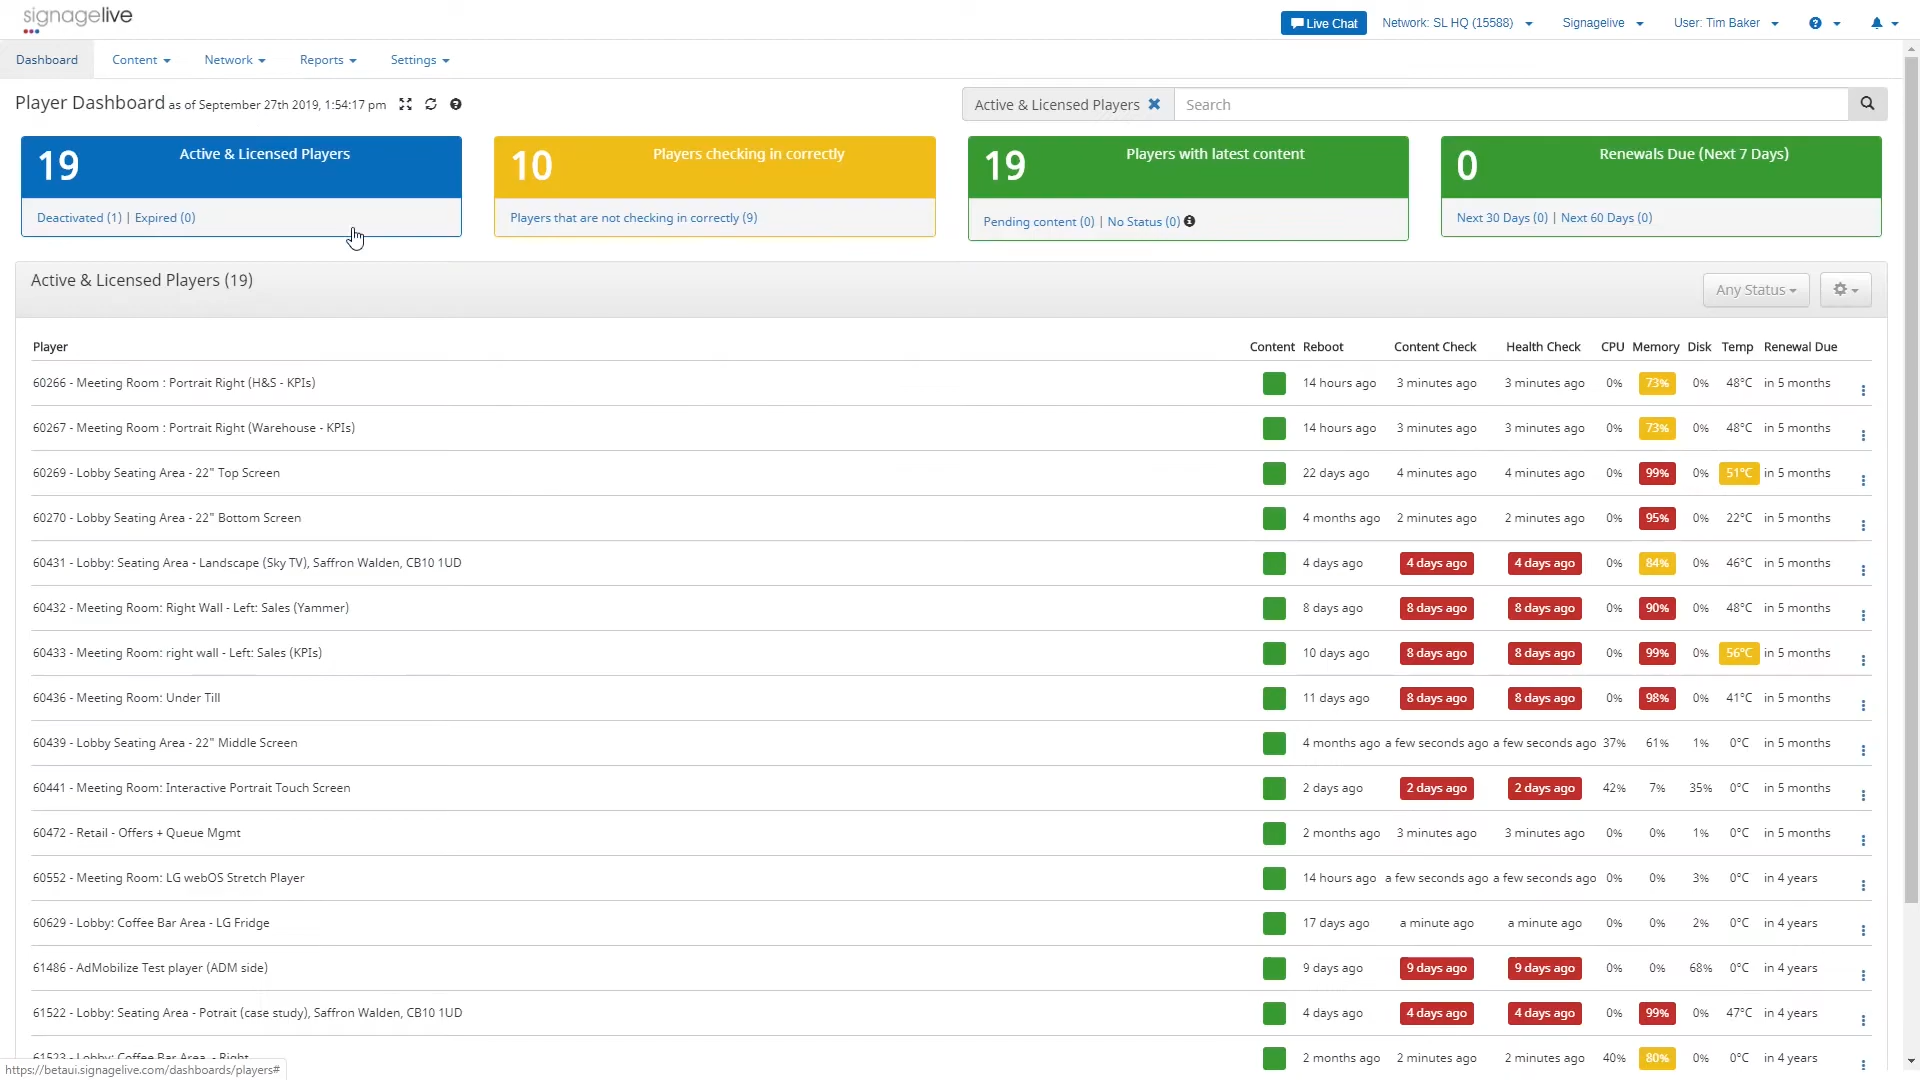 signagelive
Live Chat Network: SL HQ (15588) Signagelive User: Tim Baker
Dashboard Content Network Reports Settings
Player Dashboard as of September 27th 2019, 1:54:17 pm
Active & Licensed Players Search
19 Active & Licensed Players
Deactivated (1) | Expired (0)
10 Players checking in correctly
Players that are not checking in correctly (9)
19 Players with latest content
Pending content (0) | No Status (0)
0 Renewals Due (Next 7 Days)
Next 30 Days (0) | Next 60 Days (0)
Active & Licensed Players (19) Any Status
Player Content Reboot Content Check Health Check CPU Memory Disk Temp Renewal Due
60266 - Meeting Room : Portrait Right (H&S - KPIs) 14 hours ago 3 minutes ago 3 minutes ago 0% 73% 0% 48°C in 5 months
60267 - Meeting Room : Portrait Right (Warehouse - KPIs) 14 hours ago 3 minutes ago 3 minutes ago 0% 73% 0% 48°C in 5 months
60269 - Lobby Seating Area - 22" Top Screen 22 days ago 4 minutes ago 4 minutes ago 0% 99% 0% 51°C in 5 months
60270 - Lobby Seating Area - 22" Bottom Screen 4 months ago 2 minutes ago 2 minutes ago 0% 95% 0% 22°C in 5 months
60431 - Lobby: Seating Area - Landscape (Sky TV), Saffron Walden, CB10 1UD 4 days ago 4 days ago 4 days ago 0% 84% 0% 46°C in 5 months
60432 - Meeting Room: Right Wall - Left: Sales (Yammer) 8 days ago 8 days ago 8 days ago 0% 90% 0% 48°C in 5 months
60433 - Meeting Room: right wall - Left: Sales (KPIs) 10 days ago 8 days ago 8 days ago 0% 99% 0% 56°C in 5 months
60436 - Meeting Room: Under Till 11 days ago 8 days ago 8 days ago 0% 98% 0% 41°C in 5 months
60439 - Lobby Seating Area - 22" Middle Screen 4 months ago a few seconds ago a few seconds ago 37% 61% 1% 0°C in 5 months
60441 - Meeting Room: Interactive Portrait Touch Screen 2 days ago 2 days ago 2 days ago 42% 7% 35% 0°C in 5 months
60472 - Retail - Offers + Queue Mgmt 2 months ago 3 minutes ago 3 minutes ago 0% 0% 1% 0°C in 5 months
60552 - Meeting Room: LG webOS Stretch Player 14 hours ago a few seconds ago a few seconds ago 0% 0% 3% 0°C in 4 years
60629 - Lobby: Coffee Bar Area - LG Fridge 17 days ago a minute ago a minute ago 0% 0% 2% 0°C in 4 years
61486 - AdMobilize Test player (ADM side) 9 days ago 9 days ago 9 days ago 0% 0% 68% 0°C in 4 years
61522 - Lobby: Seating Area - Potrait (case study), Saffron Walden, CB10 1UD 4 days ago 4 days ago 4 days ago 0% 99% 0% 47°C in 4 years
61523 - Lobby: Coffee Bar Area - Right 2 months ago 2 minutes ago 2 minutes ago 40% 80% 0% 0°C in 4 years
https://betaui.signagelive.com/dashboards/players#